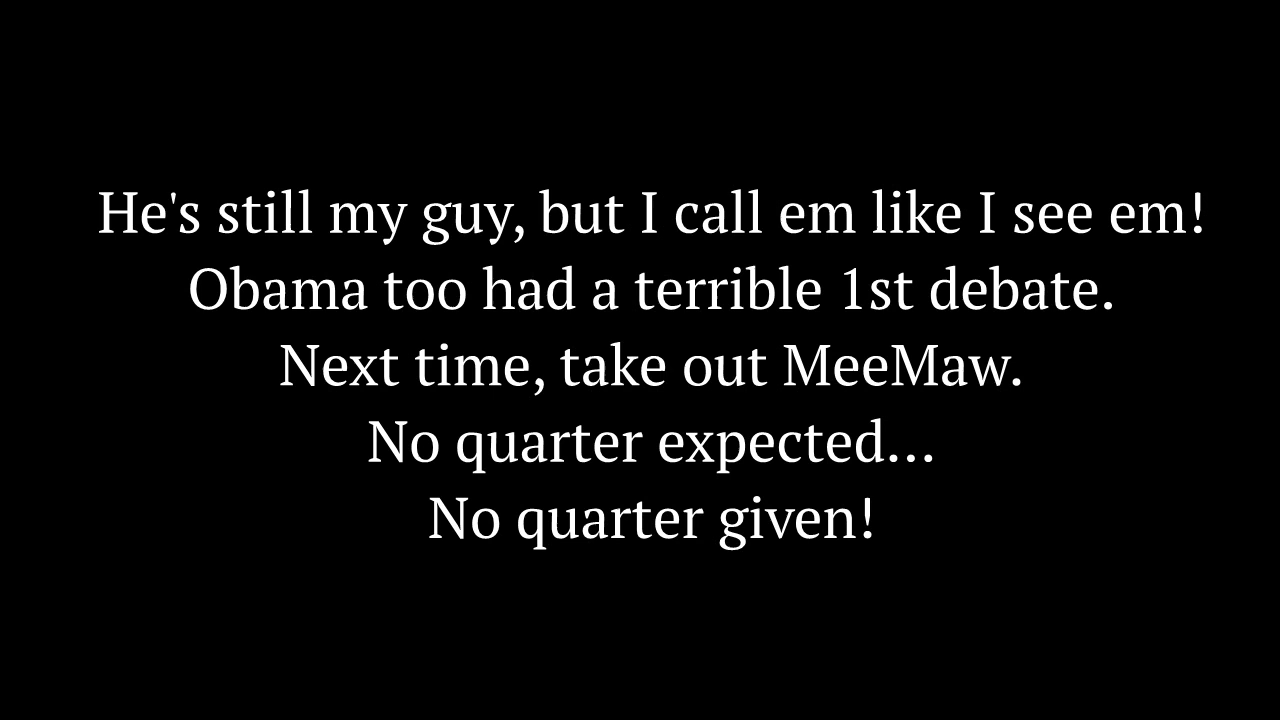 He's still my guy, but I call em like I see em!
Obama too had a terrible 1st debate.
Next time, take out MeeMaw.
No quarter expected...
No quarter given!